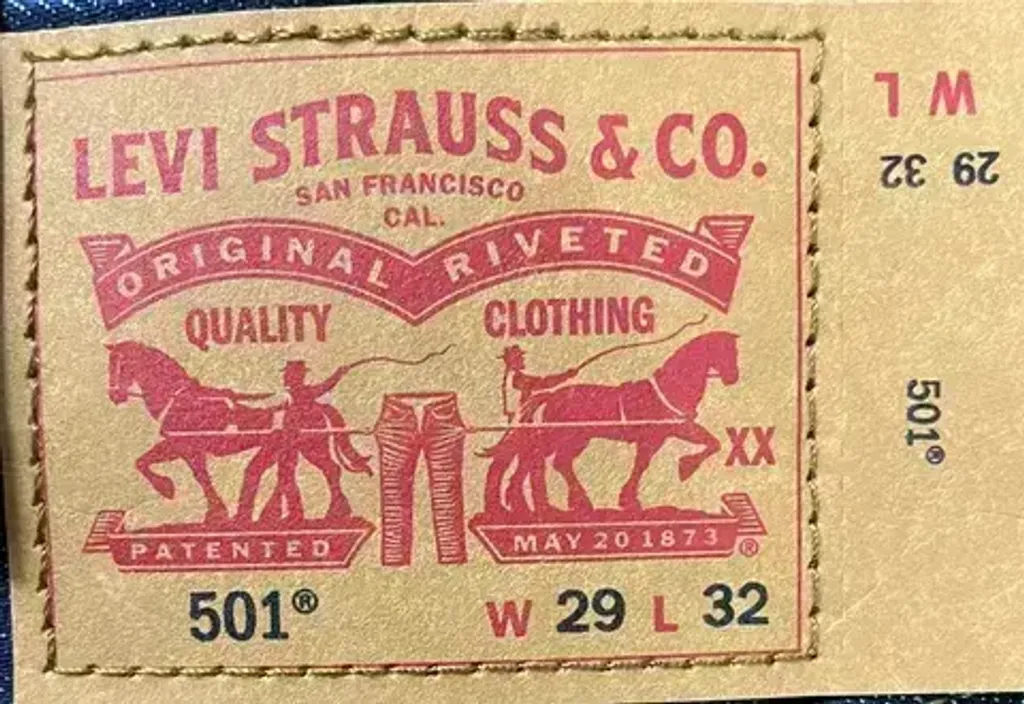 LEVI STRAUSS & CO.
SAN FRANCISCO
CAL.
ORIGINAL RIVETED
QUALITY CLOTHING
XX
PATENTED MAY 20 1873 ®
501® W 29 L 32
W L
29 32
501®